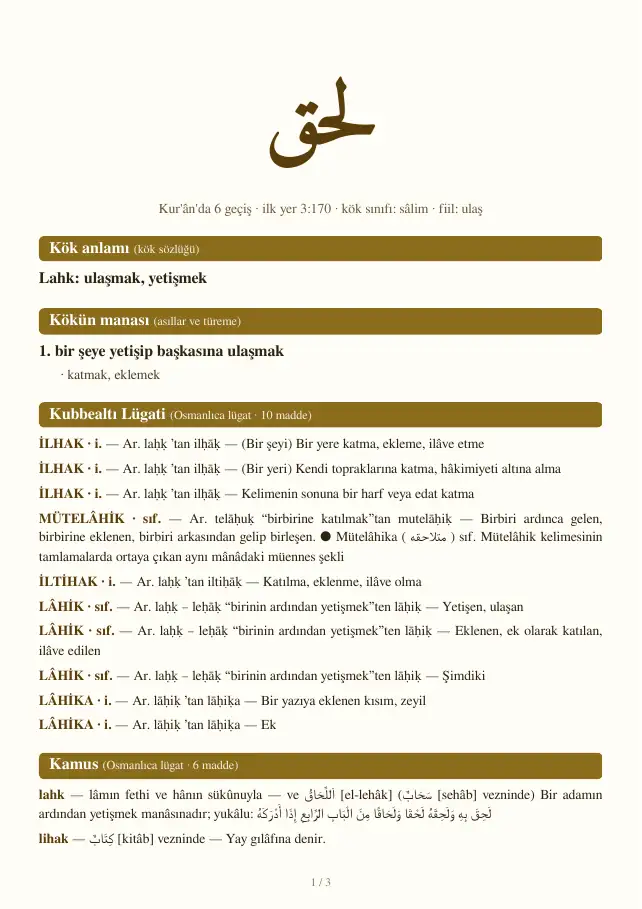 لحق
Kur'ân'da 6 geçiş · ilk yer 3:170 · kök sınıfı: sâlim · fiil: ulaş
Kök anlamı (kök sözlüğü)
Lahk: ulaşmak, yetişmek
Kökün manası (asıllar ve türeme)
1. bir şeye yetişip başkasına ulaşmak
· katmak, eklemek
Kubbealtı Lügati (Osmanlıca lügat · 10 madde)
İLHAK · i. — Ar. laḥḳ ’tan ilḥāḳ — (Bir şeyi) Bir yere katma, ekleme, ilâve etme
İLHAK · i. — Ar. laḥḳ ’tan ilḥāḳ — (Bir yeri) Kendi topraklarına katma, hâkimiyeti altına alma
İLHAK · i. — Ar. laḥḳ ’tan ilḥāḳ — Kelimenin sonuna bir harf veya edat katma
MÜTELÂHİK · sıf. — Ar. telāḥuḳ “birbirine katılmak”tan mutelāḥiḳ — Birbiri ardınca gelen,
birbirine eklenen, birbiri arkasından gelip birleşen. ● Mütelâhika ( متلاحقه ) sıf. Mütelâhik kelimesinin
tamlamalarda ortaya çıkan aynı mânâdaki müennes şekli
İLTİHAK · i. — Ar. laḥḳ ’tan iltiḥāḳ — Katılma, eklenme, ilâve olma
LÂHİK · sıf. — Ar. laḥḳ – leḥāḳ “birinin ardından yetişmek”ten lāḥiḳ — Yetişen, ulaşan
LÂHİK · sıf. — Ar. laḥḳ – leḥāḳ “birinin ardından yetişmek”ten lāḥiḳ — Eklenen, ek olarak katılan,
ilâve edilen
LÂHİK · sıf. — Ar. laḥḳ – leḥāḳ “birinin ardından yetişmek”ten lāḥiḳ — Şimdiki
LÂHİKA · i. — Ar. lāḥiḳ ’tan lāḥiḳa — Bir yazıya eklenen kısım, zeyil
LÂHİKA · i. — Ar. lāḥiḳ ’tan lāḥiḳa — Ek
Kamus (Osmanlıca lügat · 6 madde)
lahk — lâmın fethi ve hânın sükûnuyla — ve اَللَّحَاقُ [el-lehâk] (سَحَابٌ [sehâb] vezninde) Bir adamın
ardından yetişmek manâsınadır; yukâlu: لَحِقَ بِهِ وَلَحِقَهُ لَحْقًا وَلَحَاقًا مِنَ الْبَابِ الرَّابِعِ إِذَا أَدْرَكَهُ
lihak — كِتَابٌ [kitâb] vezninde — Yay gılâfına denir.
1 / 3